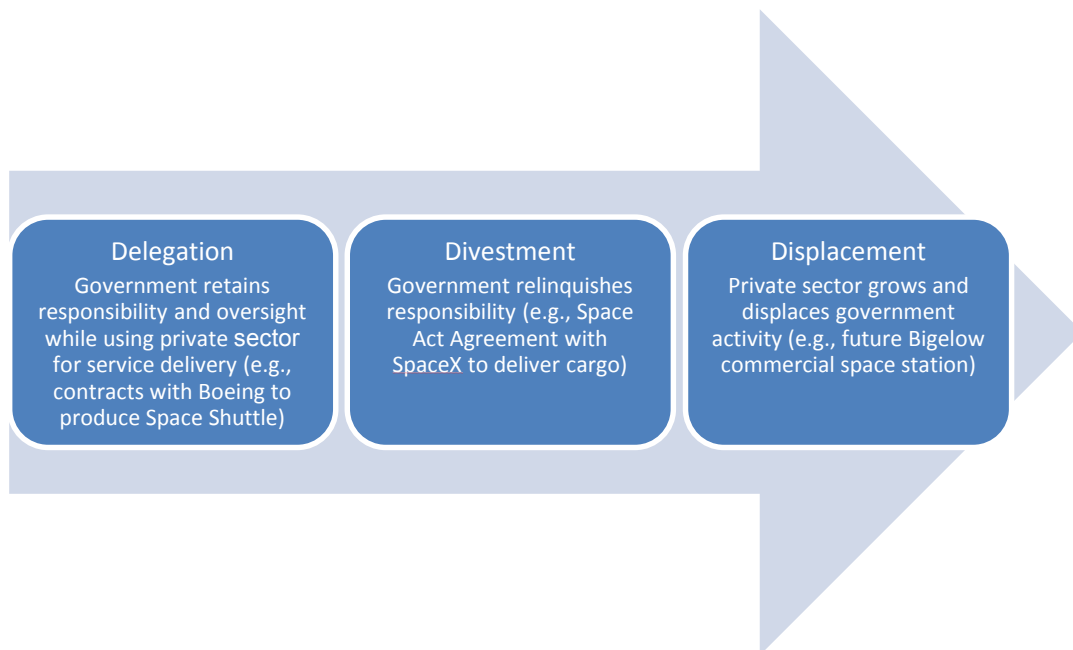 Delegation
Government retains
responsibility and oversight
while using private sector
for service delivery (e.g.,
contracts with Boeing to
produce Space Shuttle)
Divestment
Government relinquishes
responsibility (e.g., Space
Act Agreement with
SpaceX to deliver cargo)
Displacement
Private sector grows and
displaces government
activity (e.g., future Bigelow
commercial space station)